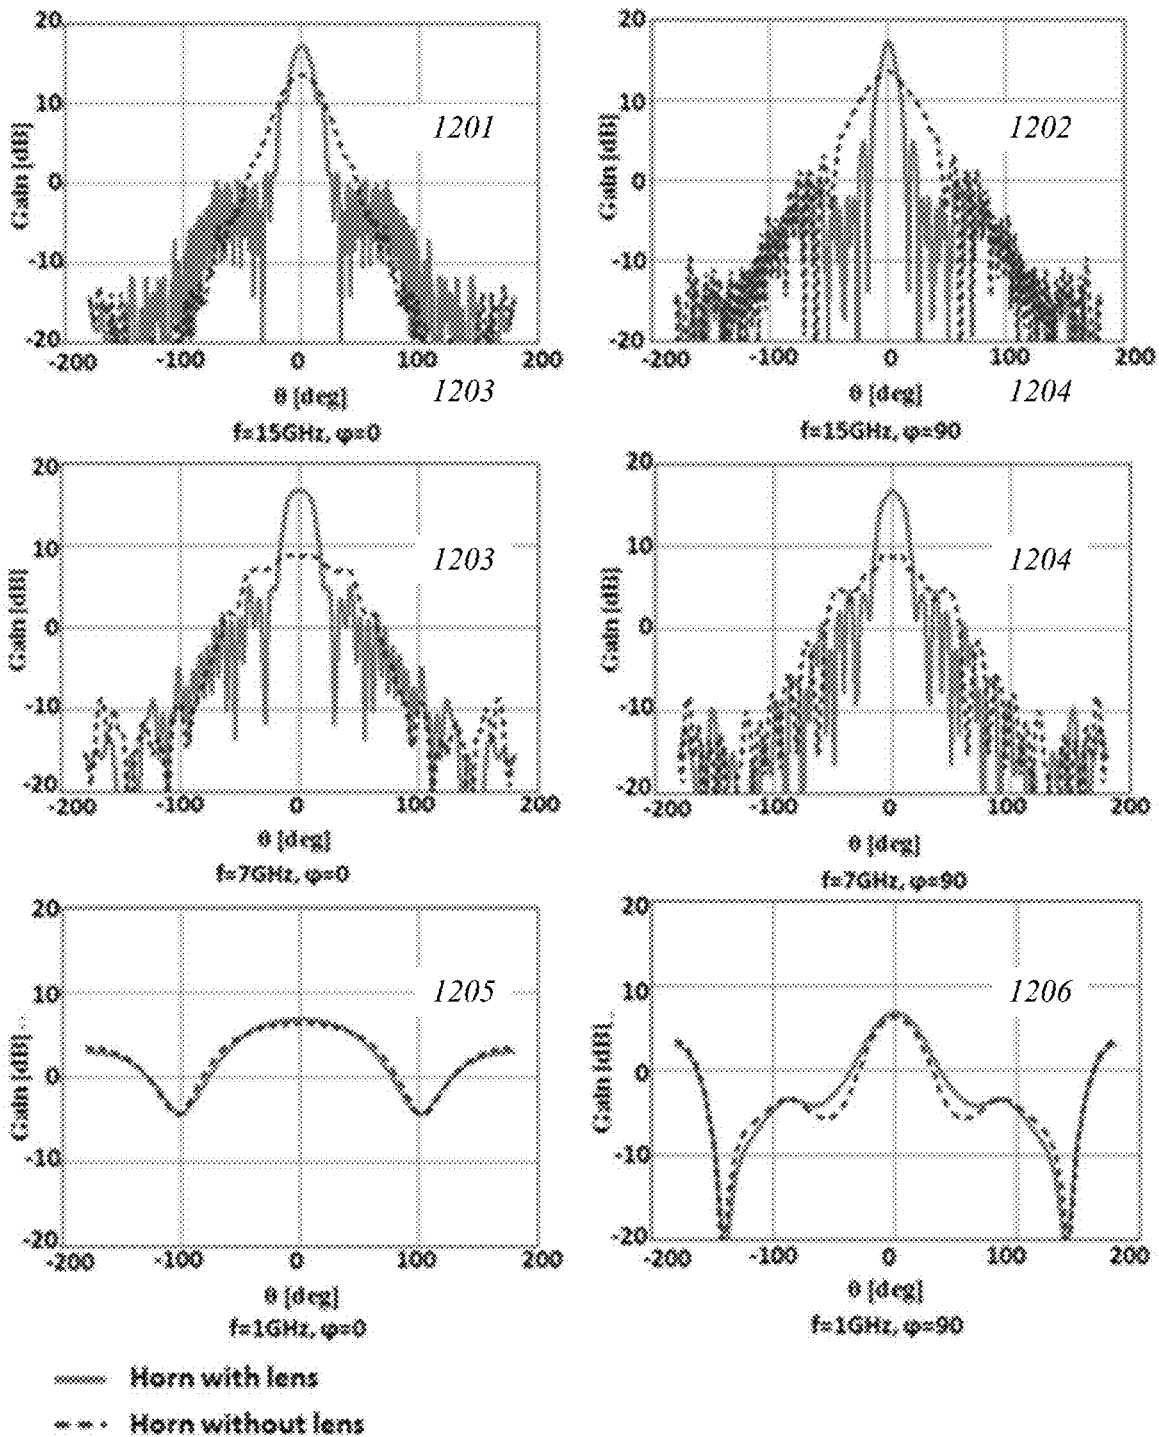 20
10
0
-10
-20
Gain [dB]
1201
-200 -100 0 100 200
θ [deg]
1203
f=15GHz, φ=0
20
10
0
-10
-20
Gain [dB]
1202
-200 -100 0 100 200
θ [deg]
1204
f=15GHz, φ=90
20
10
0
-10
-20
Gain [dB]
1203
-200 -100 0 100 200
θ [deg]
f=7GHz, φ=0
20
10
0
-10
-20
Gain [dB]
1204
-200 -100 0 100 200
θ [deg]
f=7GHz, φ=90
20
10
0
-10
-20
Gain [dB]
1205
-200 -100 0 100 200
θ [deg]
f=1GHz, φ=0
20
10
0
-10
-20
Gain [dB]
1206
-200 -100 0 100 200
θ [deg]
f=1GHz, φ=90
Horn with lens
Horn without lens